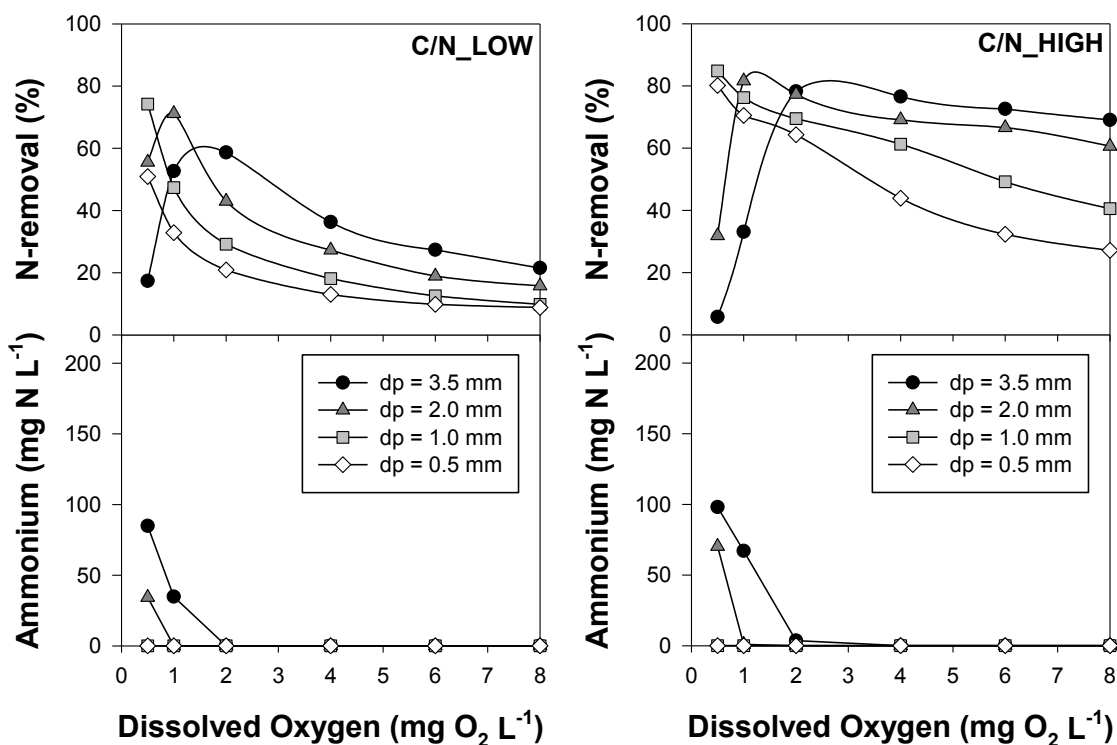 C/N_LOW
N-removal (%)
100
80
60
40
20
0
C/N_HIGH
N-removal (%)
100
80
60
40
20
0
Ammonium (mg N L⁻¹)
200
150
100
50
0
dp = 3.5 mm
dp = 2.0 mm
dp = 1.0 mm
dp = 0.5 mm
0 1 2 3 4 5 6 7 8
Dissolved Oxygen (mg O₂ L⁻¹)
Ammonium (mg N L⁻¹)
200
150
100
50
0
dp = 3.5 mm
dp = 2.0 mm
dp = 1.0 mm
dp = 0.5 mm
0 1 2 3 4 5 6 7 8
Dissolved Oxygen (mg O₂ L⁻¹)